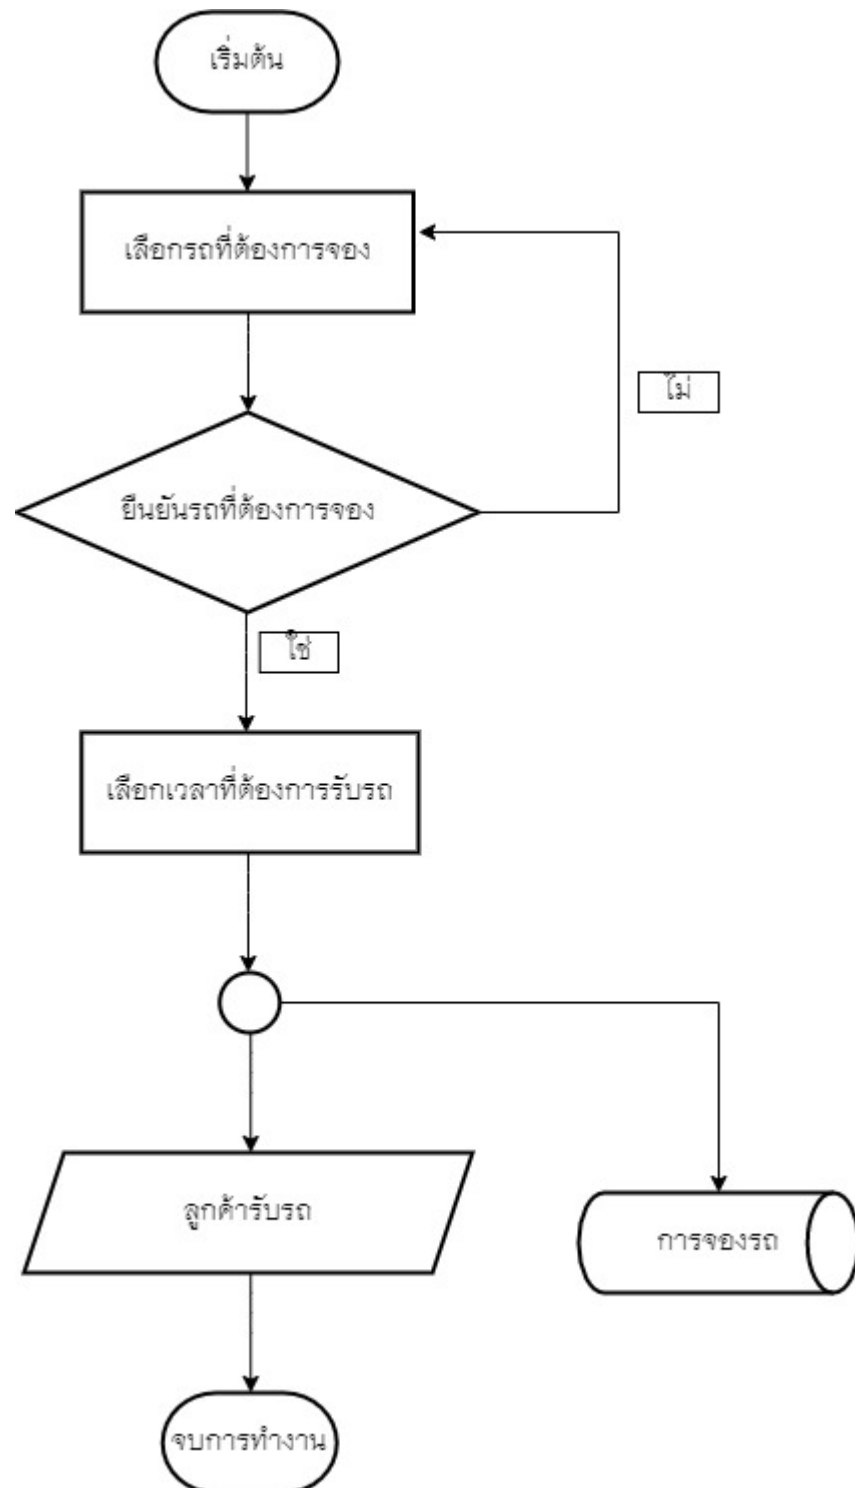 เริ่มต้น
เลือกรถที่ต้องการจอง
ไม่
ยืนยันรถที่ต้องการจอง
ใช่
เลือกเวลาที่ต้องการรับรถ
ลูกค้ารับรถ
การจองรถ
จบการทำงาน